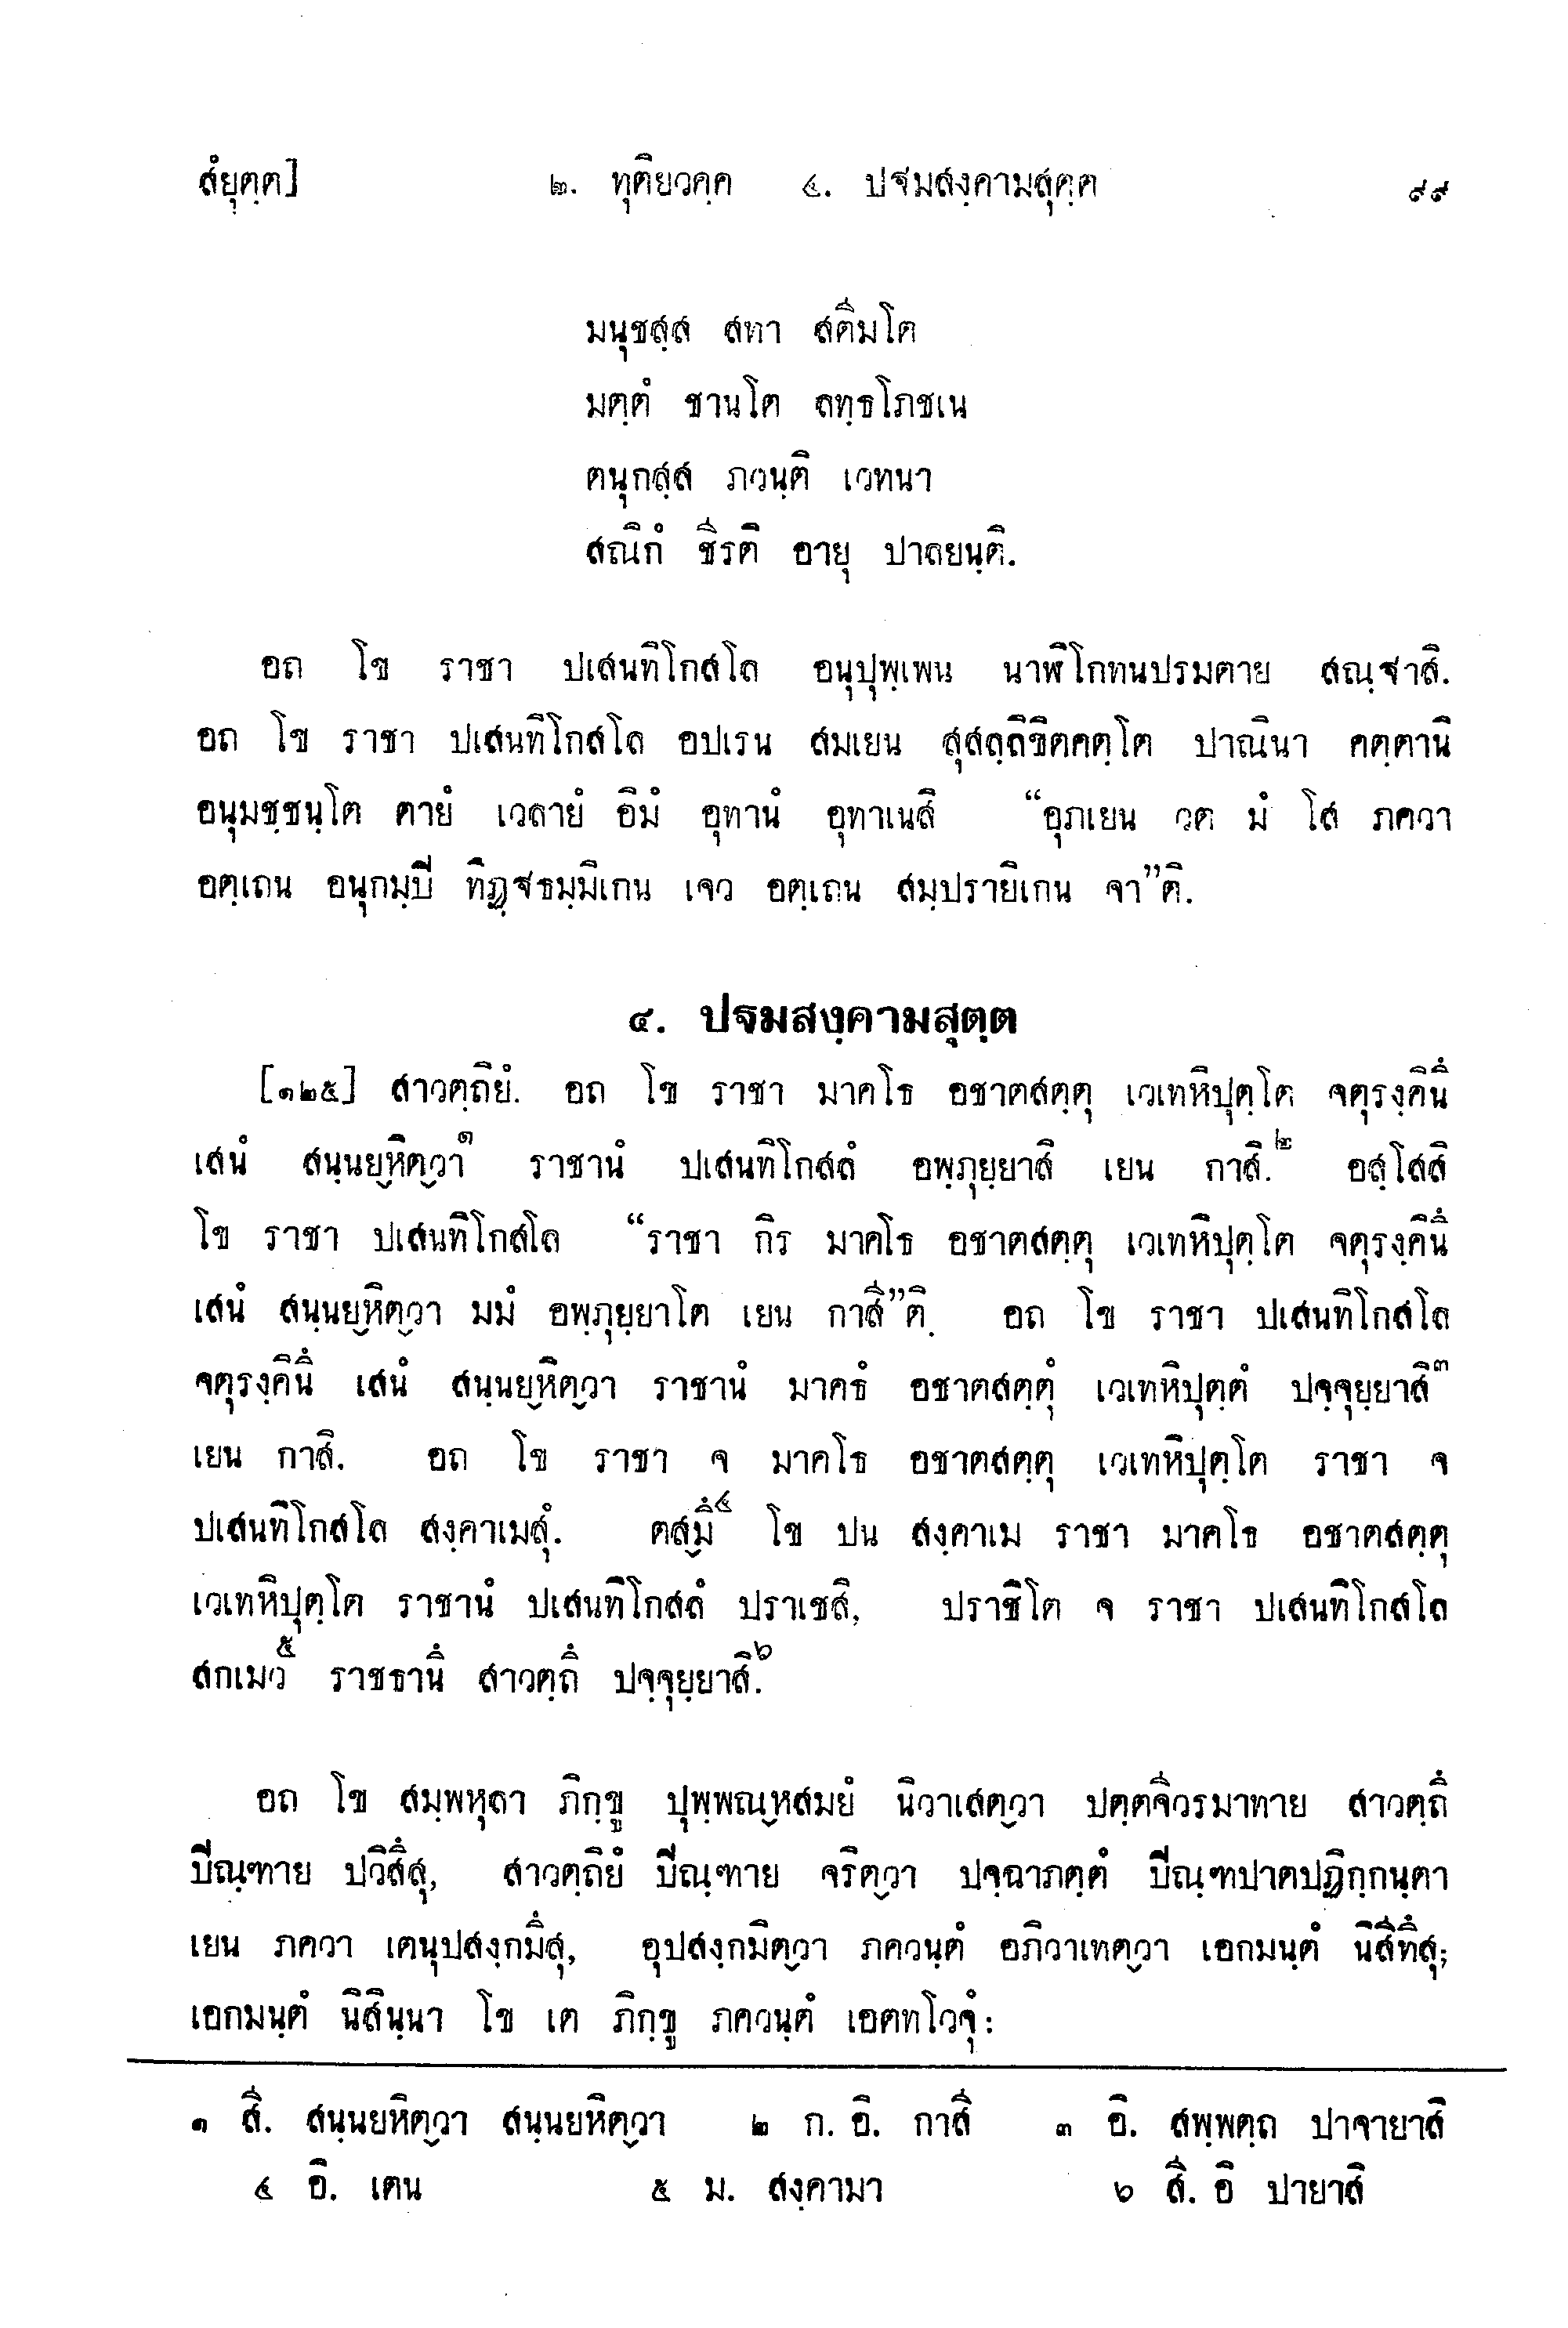 สํยุตฺต]	๒. ทุติยวคฺค ๔. ปฐมสงฺคามสุตฺต	๙๙
มนุชสฺส สทา สตีมโต
มตฺตํ ชานโต ลทฺธโภชเน
ตนุกสฺส ภวนฺติ เวทนา
สณิกํ ชีรติ อายุ ปาลยนฺติ.
อถ โข ราชา ปเสนทิโกสโล อนุปุพฺเพน นาฬิโกทนปรมตาย สณฺฐาสิ.
อถ โข ราชา ปเสนทิโกสโล อปเรน สมเยน สุสลฺลิขิตคตฺโต ปาณินา คตฺตานิ
อนุมชฺชนฺโต ตายํ เวลายํ อิมํ อุทานํ อุทาเนสิ “อุภเยน วต มํ โส ภควา
อตฺเถน อนุกมฺปิ ทิฏฺฐธมฺมิเกน เจว อตฺเถน สมฺปรายิเกน จา”ติ.
๔. ปฐมสงฺคามสุตฺต
[๑๒๕] สาวตฺถิยํ. อถ โข ราชา มาคโธ อชาตสตฺตุ เวเทหิปุตฺโต จตุรงฺคินึ
เสนํ สนฺนยฺหิตฺวา๑ ราชานํ ปเสนทิโกสลํ อพฺภุยฺยาสิ เยน กาสิ.๒ อสฺโสสิ
โข ราชา ปเสนทิโกสโล “ราชา กิร มาคโธ อชาตสตฺตุ เวเทหิปุตฺโต จตุรงฺคินึ
เสนํ สนฺนยฺหิตฺวา มมํ อพฺภุยฺยาโต เยน กาสี”ติ. อถ โข ราชา ปเสนทิโกสโล
จตุรงฺคินึ เสนํ สนฺนยฺหิตฺวา ราชานํ มาคธํ อชาตสตฺตุํ เวเทหิปุตฺตํ ปจฺจุยฺยาสิ๓
เยน กาสิ. อถ โข ราชา จ มาคโธ อชาตสตฺตุ เวเทหิปุตฺโต ราชา จ
ปเสนทิโกสโล สงฺคาเมสุํ. ตสฺมึ๔ โข ปน สงฺคาเม ราชา มาคโธ อชาตสตฺตุ
เวเทหิปุตฺโต ราชานํ ปเสนทิโกสลํ ปราเชสิ, ปราชิโต จ ราชา ปเสนทิโกสโล
สกเมว๕ ราชธานึ สาวตฺถึ ปจฺจุยฺยาสิ.๖
อถ โข สมฺพหุลา ภิกฺขู ปุพฺพณฺหสมยํ นิวาเสตฺวา ปตฺตจีวรมาทาย สาวตฺถึ
ปิณฺฑาย ปวิสึสุ, สาวตฺถิยํ ปิณฺฑาย จริตฺวา ปจฺฉาภตฺตํ ปิณฺฑปาตปฏิกฺกนฺตา
เยน ภควา เตนุปสงฺกมึสุ, อุปสงฺกมิตฺวา ภควนฺตํ อภิวาเทตฺวา เอกมนฺตํ นิสีทึสุ;
เอกมนฺตํ นิสินฺนา โข เต ภิกฺขู ภควนฺตํ เอตทโวจุํ:
๑ สี. สนฺนยหิตฺวา สนฺนยหิตฺวา ๒ ก. อิ. กาสี ๓ อิ. สพฺพตฺถ ปาจายาสิ
๔ อิ. เตน ๕ ม. สงฺคามา ๖ สี. อิ ปายาสิ